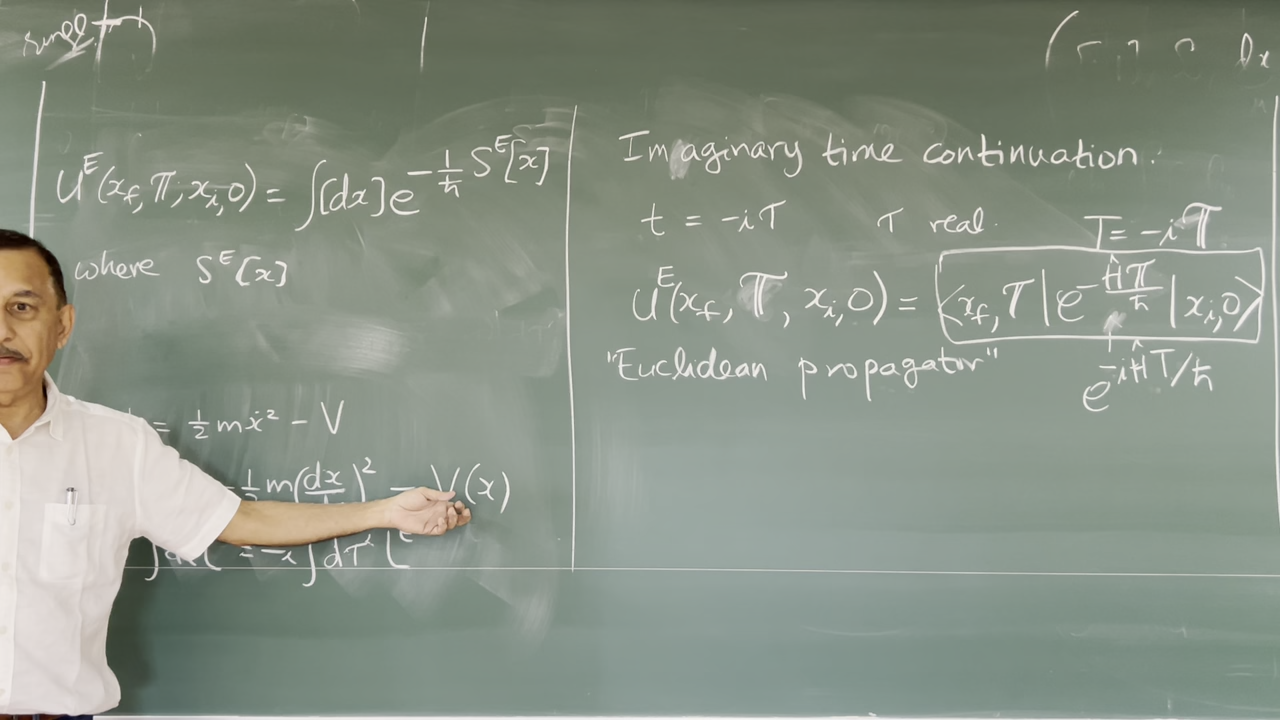 U^E(x_f, 𝕋, x_i, 0) = ∫[dx] e^{-1/ħ S^E[x]}
where S^E[x]
= 1/2 mẋ² - V
-1/2 m(dx/)² - V(x)
= -i ∫dτ L^E
Imaginary time continuation:
t = -iτ τ real. T = -i𝕋
U^E(x_f, 𝕋, x_i, 0) = <x_f, 𝕋 | e^{-Ĥ𝕋/ħ} | x_i, 0>
"Euclidean propagator" e^{-iĤT/ħ}